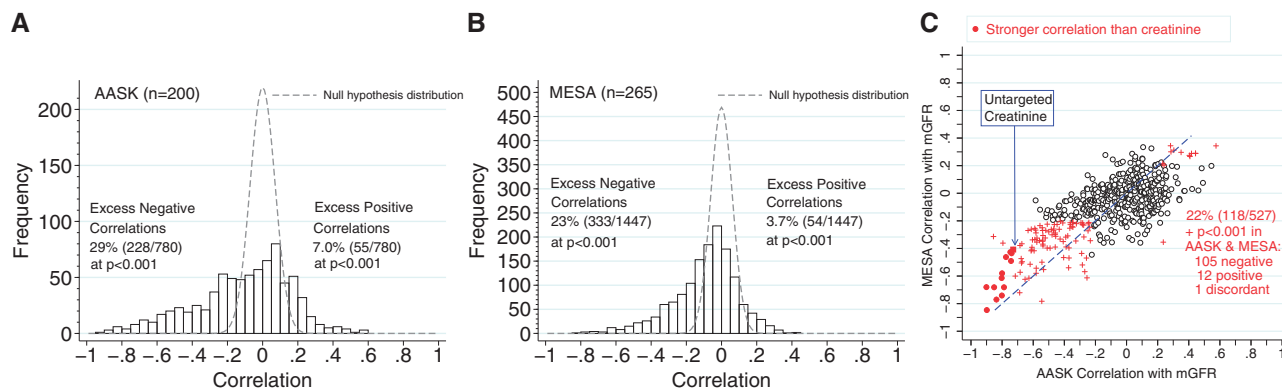 A
AASK (n=200)
Null hypothesis distribution
Frequency
200
150
100
50
0
Excess Negative
Correlations
29% (228/780)
at p<0.001
Excess Positive
Correlations
7.0% (55/780)
at p<0.001
-1 -.8 -.6 -.4 -.2 0 .2 .4 .6 .8 1
Correlation
B
MESA (n=265)
Null hypothesis distribution
Frequency
500
450
400
350
300
250
200
150
100
50
0
Excess Negative
Correlations
23% (333/1447)
at p<0.001
Excess Positive
Correlations
3.7% (54/1447)
at p<0.001
-1 -.8 -.6 -.4 -.2 0 .2 .4 .6 .8 1
Correlation
C
Stronger correlation than creatinine
MESA Correlation with mGFR
1
.8
.6
.4
.2
0
-.2
-.4
-.6
-.8
-1
Untargeted
Creatinine
22% (118/527)
+ p<0.001 in
AASK & MESA:
105 negative
12 positive
1 discordant
-1 -.8 -.6 -.4 -.2 0 .2 .4 .6 .8 1
AASK Correlation with mGFR